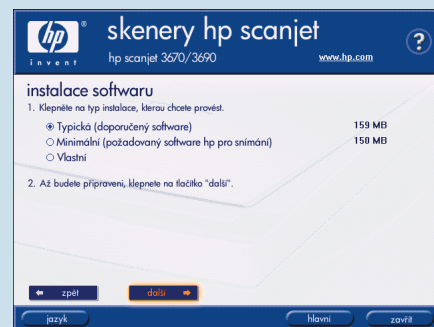 hp
®
invent
skenery hp scanjet
hp scanjet 3670/3690
www.hp.com
?
instalace softwaru
1. Klepněte na typ instalace, kterou chcete provést.
Typická (doporučený software) 159 MB
Minimální (požadovaný software hp pro snímání) 150 MB
Vlastní
2. Až budete připraveni, klepnete na tlačítko "další".
zpět
další
jazyk
hlavní
zavřít